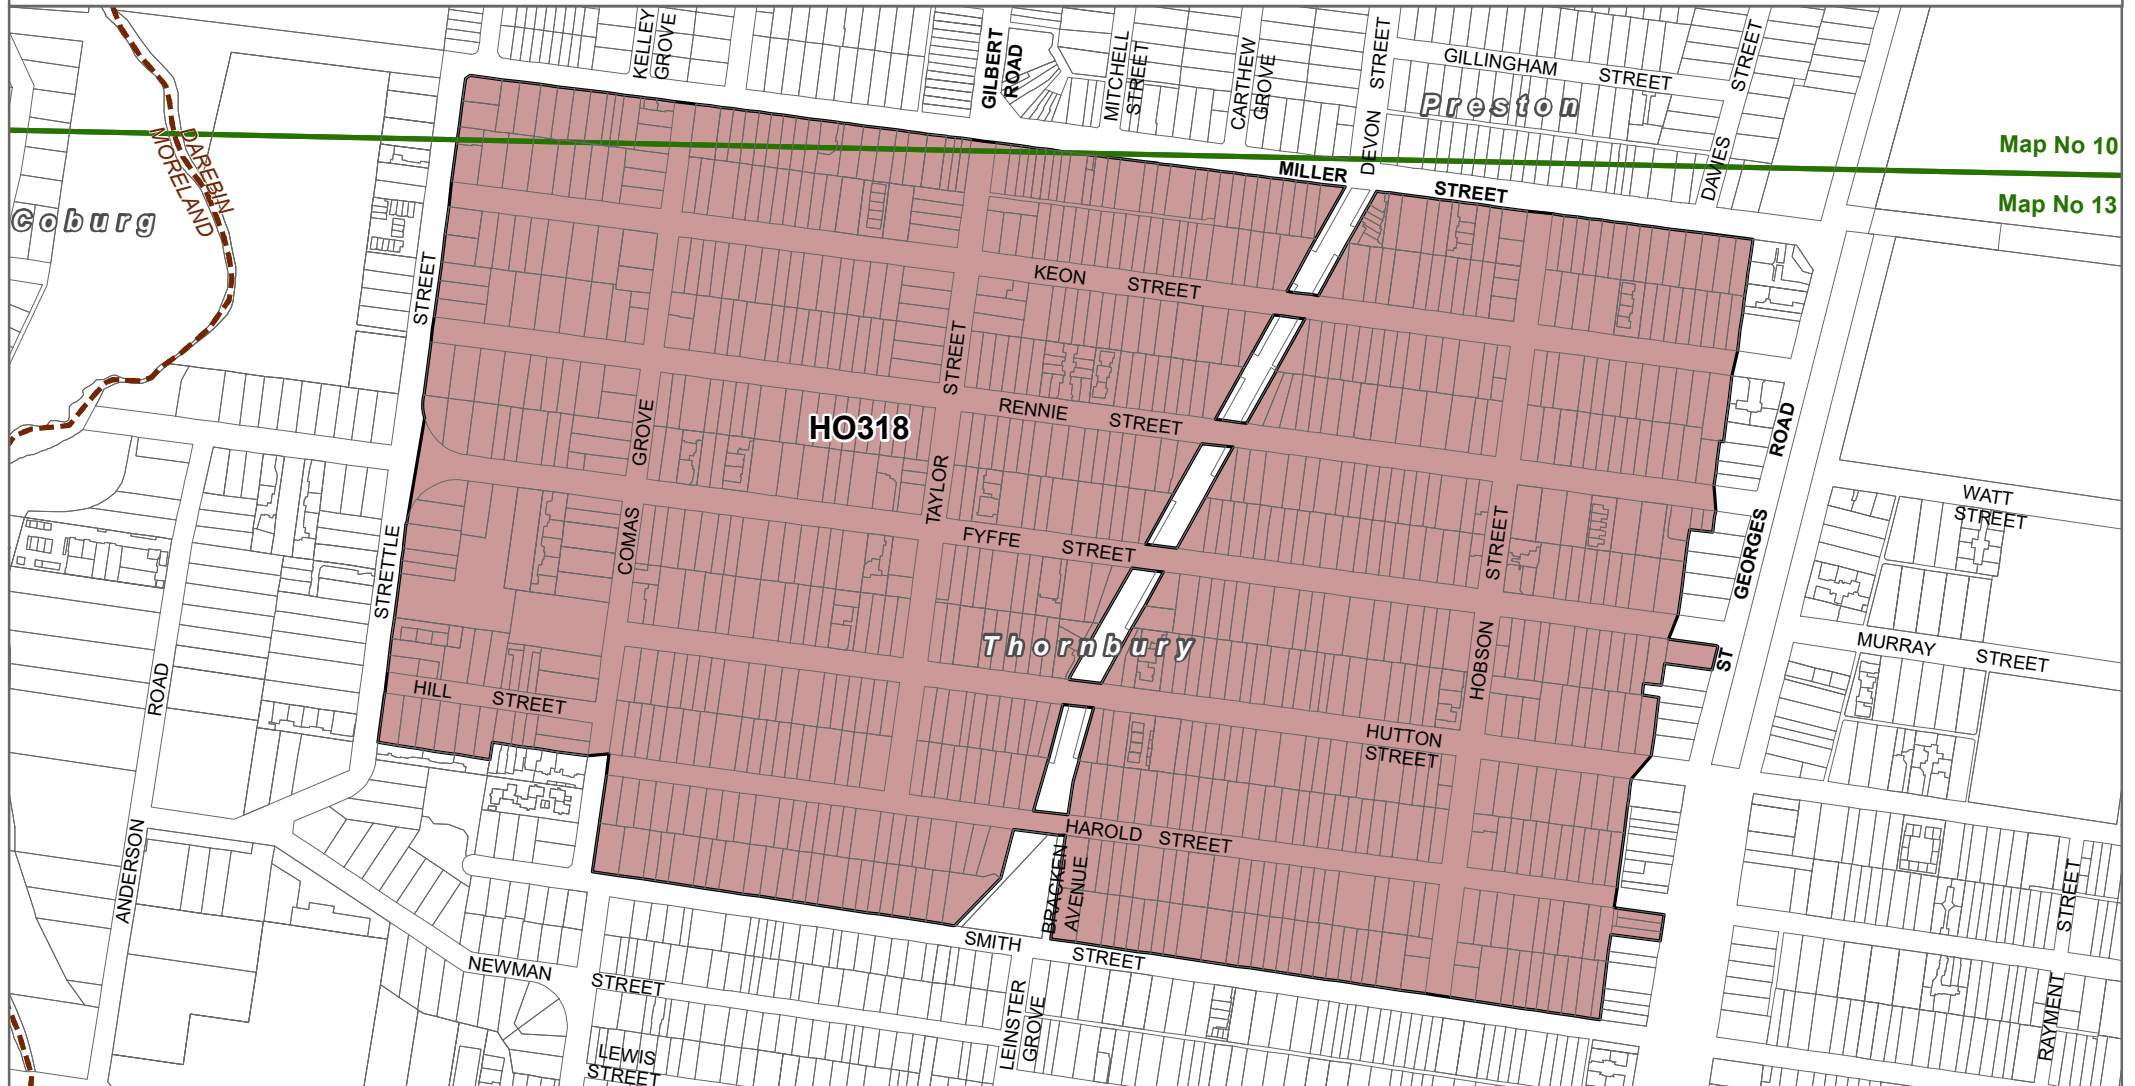 KELLEY
GROVE
GILBERT
ROAD
MITCHELL
STREET
CARTHEW
GROVE
DEVON STREET
GILLINGHAM STREET
DAWES STREET
Preston
Map No 10
Map No 13
DAREBIN
MORELAND
Coburg
MILLER STREET
KEON STREET
STRETTLE STREET
TAYLOR STREET
RENNIE STREET
HO318
COMAS GROVE
GEORGES ROAD
ST
WATT
STREET
FYFFE STREET
HOBSON STREET
Thornbury
MURRAY STREET
HILL STREET
ANDERSON ROAD
HUTTON
STREET
HAROLD STREET
BRACKEN
AVENUE
SMITH STREET
NEWMAN STREET
LEINSTER
GROVE
RAYMENT STREET
LEWIS
STREET